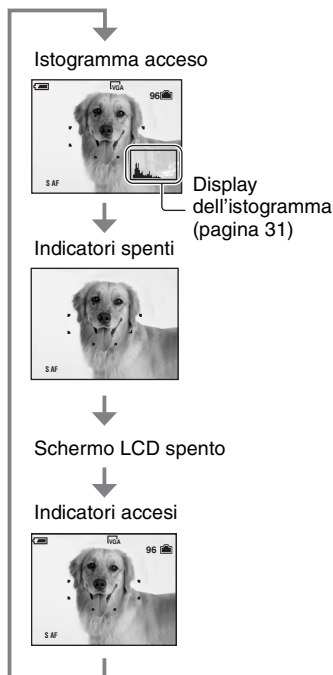 Istogramma acceso
VGA
96
S AF
Display
dell'istogramma
(pagina 31)
Indicatori spenti
S AF
Schermo LCD spento
Indicatori accesi
VGA
96
S AF